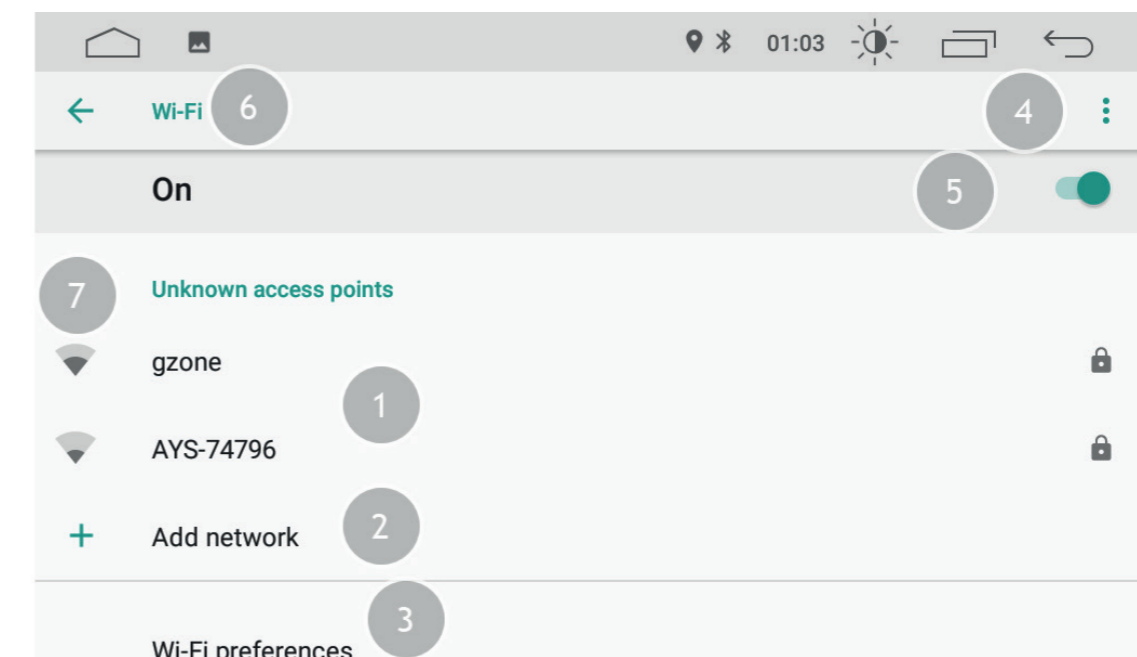 01:03
Wi-Fi 6 4
On 5
7 Unknown access points
gzone
1
AYS-74796
Add network 2
3
Wi-Fi preferences